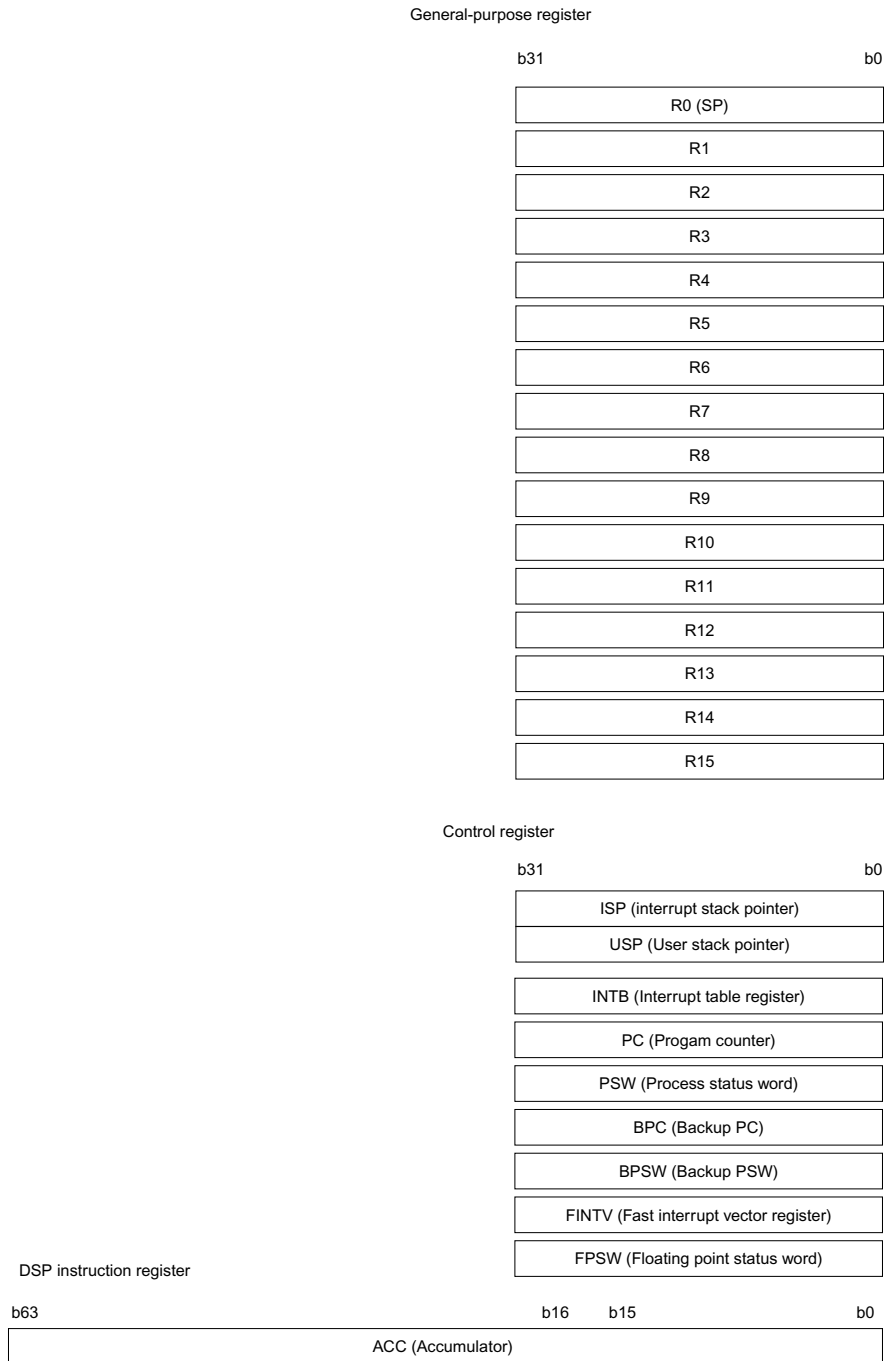 General-purpose register
b31 b0
R0 (SP)
R1
R2
R3
R4
R5
R6
R7
R8
R9
R10
R11
R12
R13
R14
R15
Control register
b31 b0
ISP (interrupt stack pointer)
USP (User stack pointer)
INTB (Interrupt table register)
PC (Progam counter)
PSW (Process status word)
BPC (Backup PC)
BPSW (Backup PSW)
FINTV (Fast interrupt vector register)
FPSW (Floating point status word)
DSP instruction register
b63 b16 b15 b0
ACC (Accumulator)